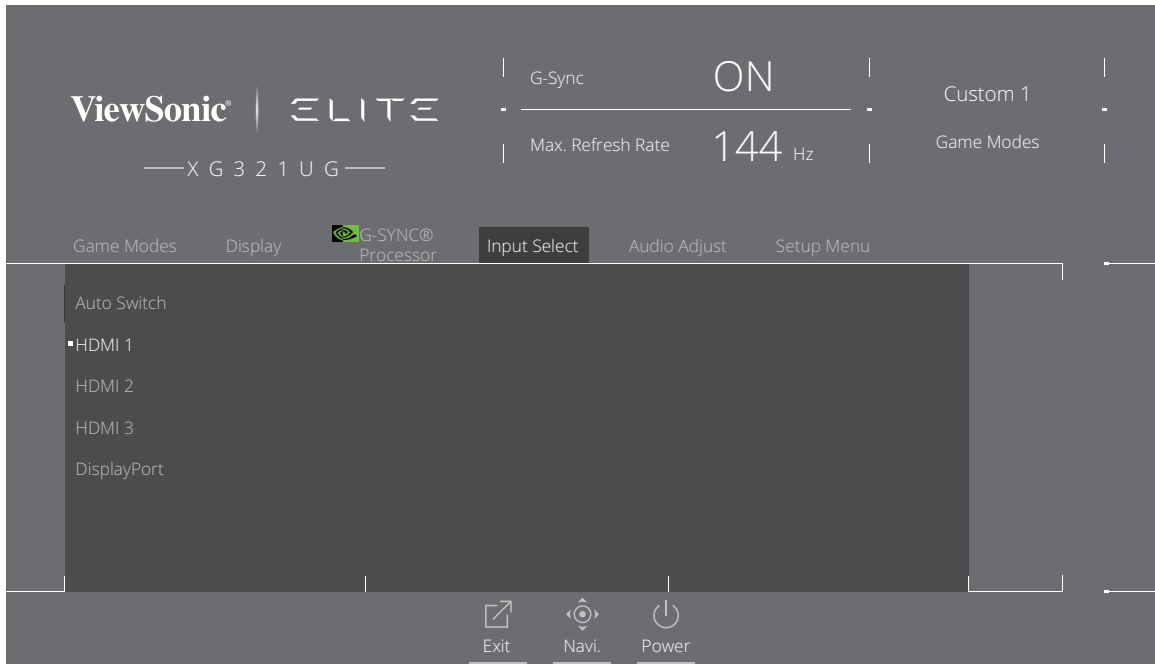 ViewSonic® ELITE
XG321UG
G-Sync ON
Max. Refresh Rate 144 Hz
Custom 1
Game Modes
Game Modes Display G-SYNC® Processor Input Select Audio Adjust Setup Menu
Auto Switch
HDMI 1
HDMI 2
HDMI 3
DisplayPort
Exit Navi. Power